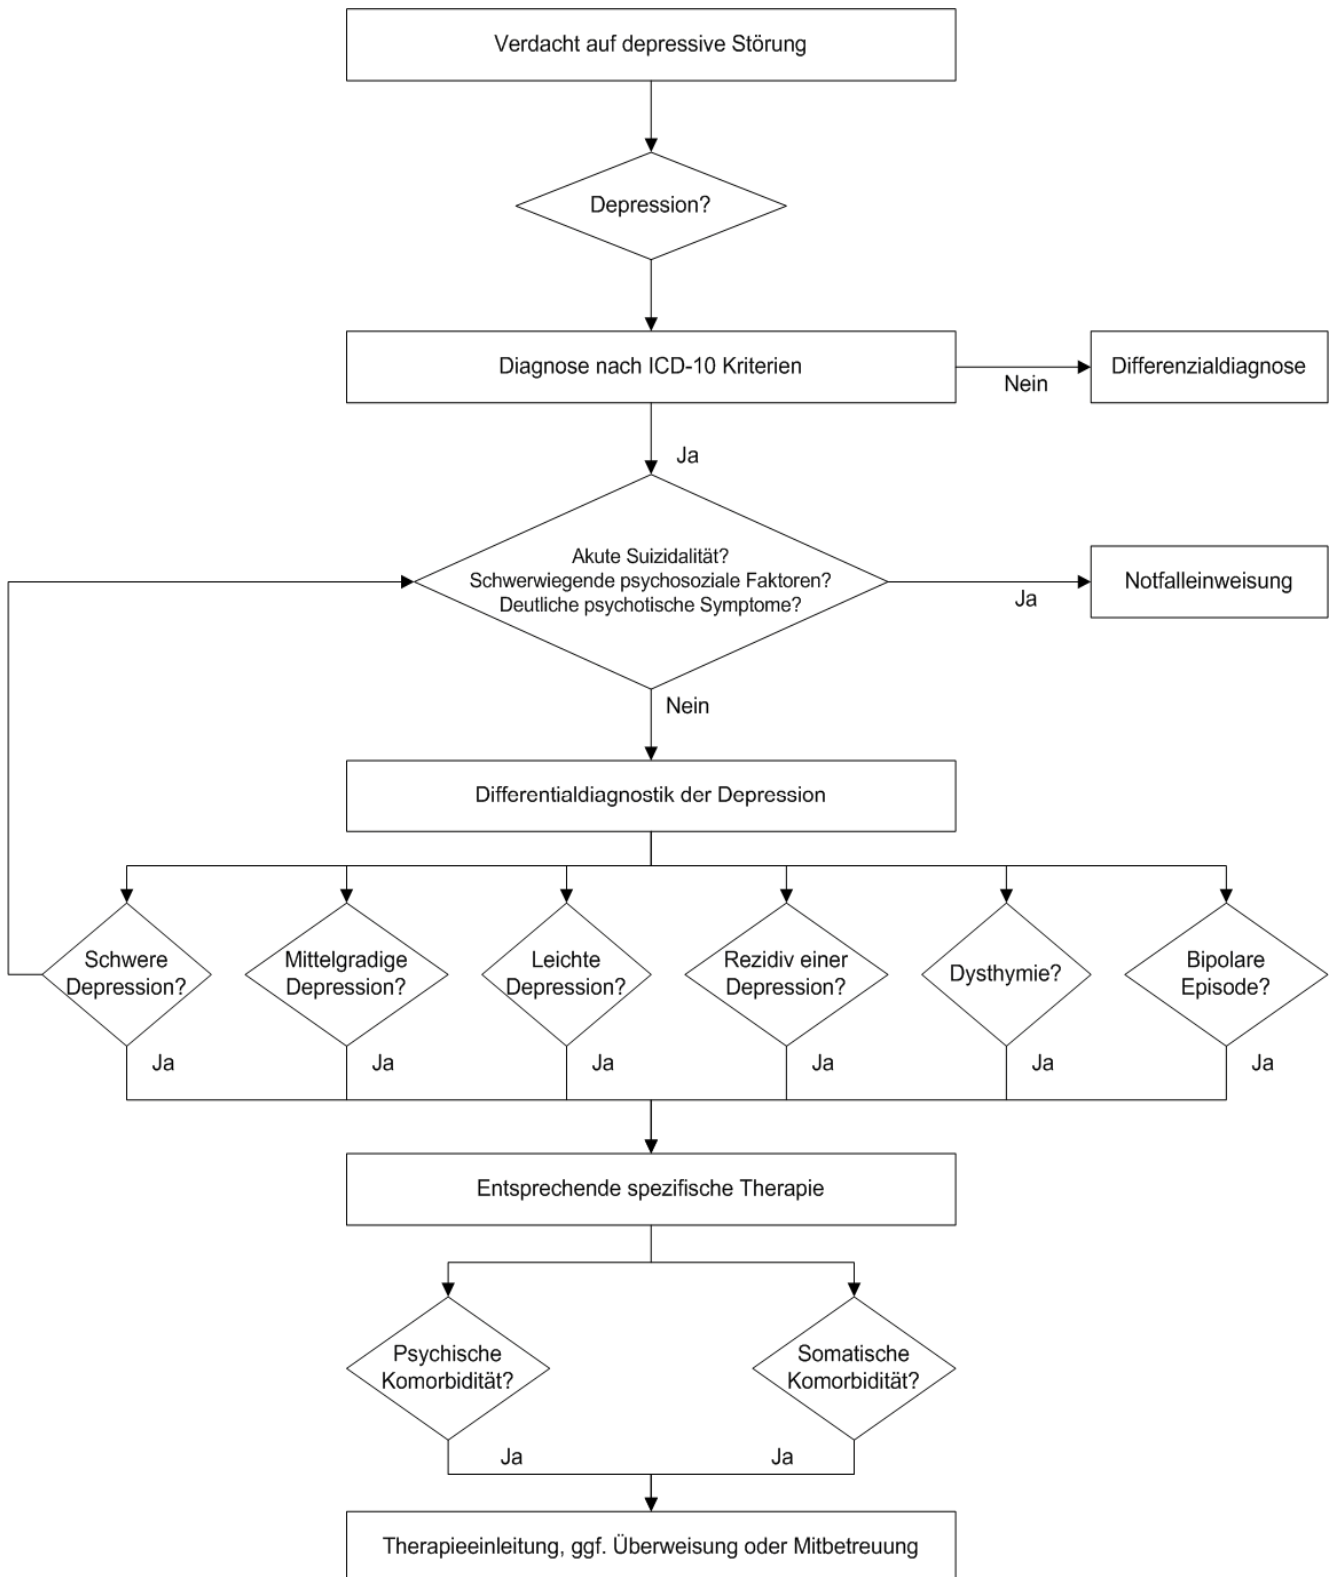 Verdacht auf depressive Störung
Depression?
Diagnose nach ICD-10 Kriterien
Nein
Differenzialdiagnose
Ja
Akute Suizidalität?
Schwerwiegende psychosoziale Faktoren?
Deutliche psychotische Symptome?
Ja
Notfalleinweisung
Nein
Differentialdiagnostik der Depression
Schwere
Depression?
Mittelgradige
Depression?
Leichte
Depression?
Rezidiv einer
Depression?
Dysthymie?
Bipolare
Episode?
Ja
Ja
Ja
Ja
Ja
Ja
Entsprechende spezifische Therapie
Psychische
Komorbidität?
Somatische
Komorbidität?
Ja
Ja
Therapieeinleitung, ggf. Überweisung oder Mitbetreuung